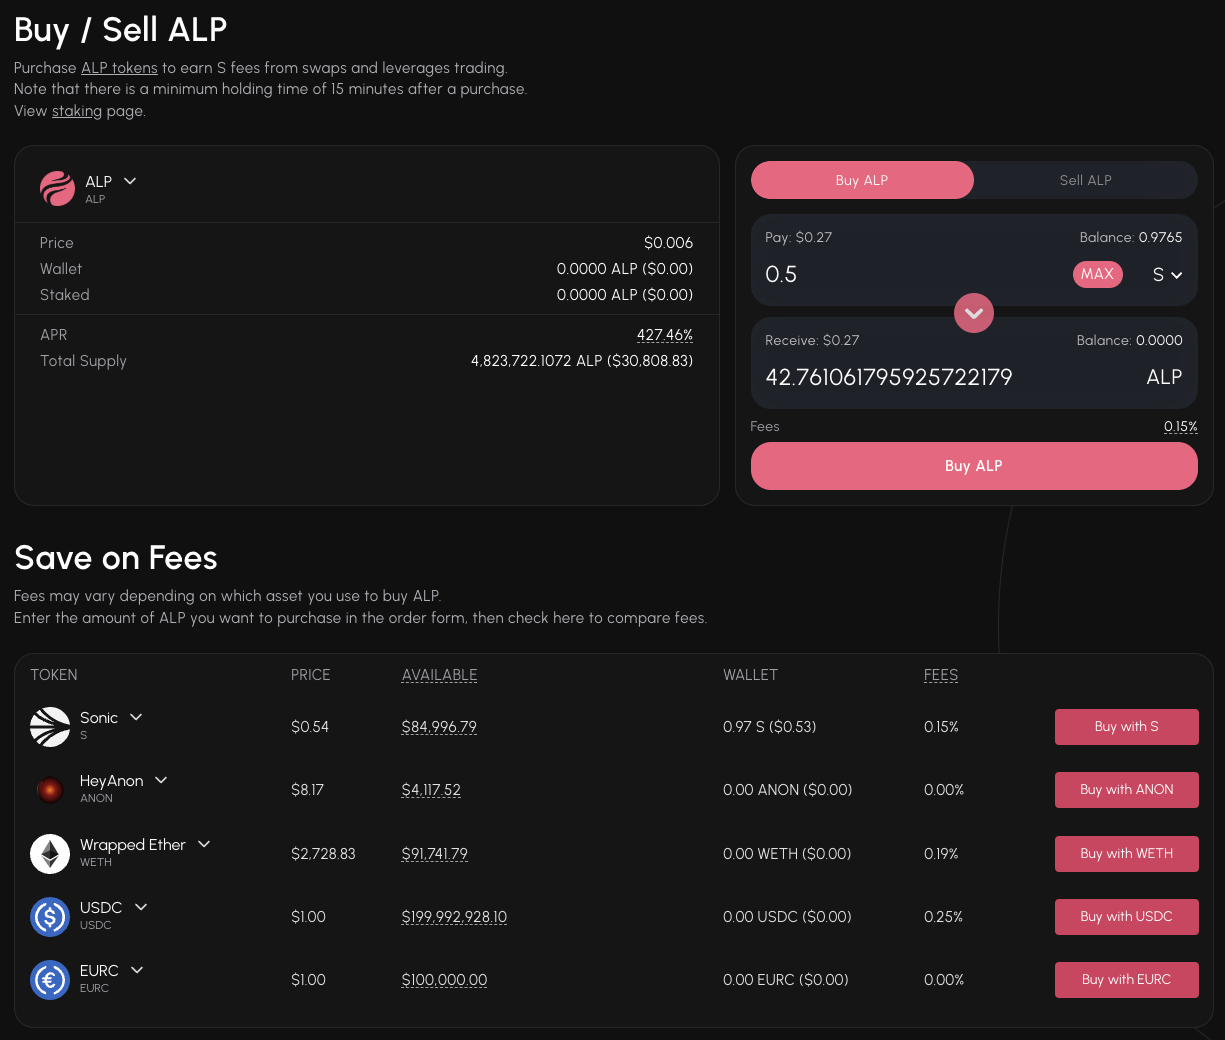 Buy / Sell ALP
Purchase ALP tokens to earn S fees from swaps and leverages trading.
Note that there is a minimum holding time of 15 minutes after a purchase.
View staking page.
ALP
ALP
Price $0.006
Wallet 0.0000 ALP ($0.00)
Staked 0.0000 ALP ($0.00)
APR 427.46%
Total Supply 4,823,722.1072 ALP ($30,808.83)
Buy ALP Sell ALP
Pay: $0.27 Balance: 0.9765
0.5 MAX S
Receive: $0.27 Balance: 0.0000
42.761061795925722179 ALP
Fees 0.15%
Buy ALP
Save on Fees
Fees may vary depending on which asset you use to buy ALP.
Enter the amount of ALP you want to purchase in the order form, then check here to compare fees.
TOKEN PRICE AVAILABLE WALLET FEES
Sonic
S
$0.54 $84,996.79 0.97 S ($0.53) 0.15% Buy with S
HeyAnon
ANON
$8.17 $4,117.52 0.00 ANON ($0.00) 0.00% Buy with ANON
Wrapped Ether
WETH
$2,728.83 $91,741.79 0.00 WETH ($0.00) 0.19% Buy with WETH
USDC
USDC
$1.00 $199,992,928.10 0.00 USDC ($0.00) 0.25% Buy with USDC
EURC
EURC
$1.00 $100,000.00 0.00 EURC ($0.00) 0.00% Buy with EURC